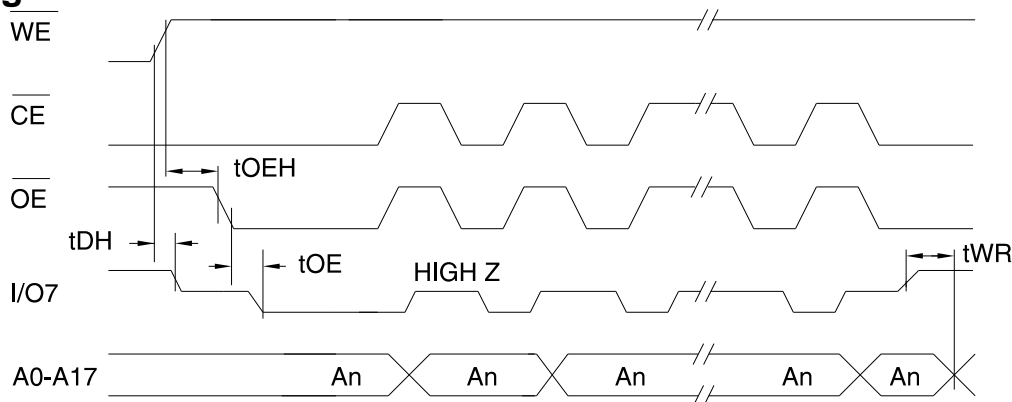 WE
CE
tOEH
OE
tDH
tOE
HIGH Z
tWR
I/O7
A0-A17 An An An An An